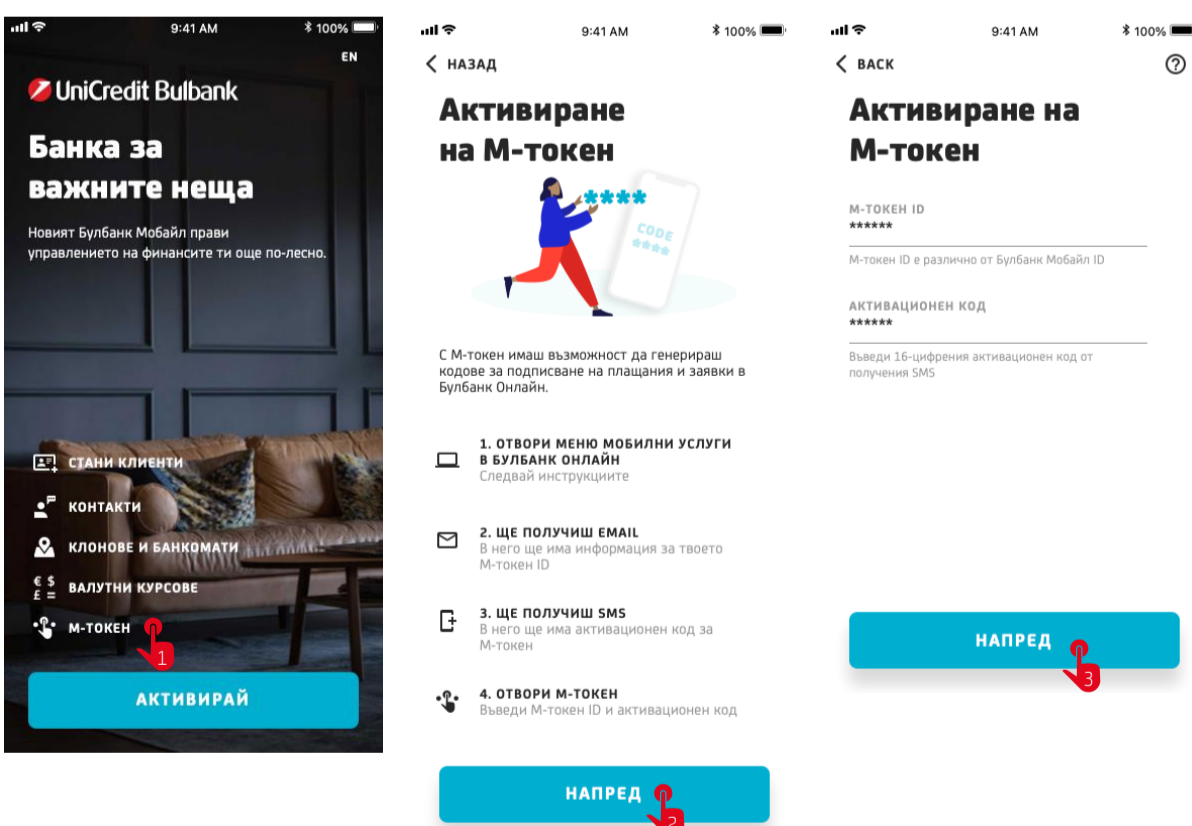 9:41 AM
100%
EN
UniCredit Bulbank
Банка за
важните неща
Новият Булбанк Мобайл прави
управлението на финансите ти още по-лесно.
СТАНИ КЛИЕНТИ
КОНТАКТИ
КЛОНОВЕ И БАНКОМАТИ
€ $
£ =
ВАЛУТНИ КУРСОВЕ
М-ТОКЕН
1
АКТИВИРАЙ
9:41 AM
100%
НАЗАД
Активиране
на М-токен
****
CODE
****
С М-токен имаш възможност да генерираш
кодове за подписване на плащания и заявки в
Булбанк Онлайн.
1. ОТВОРИ МЕНЮ МОБИЛНИ УСЛУГИ
В БУЛБАНК ОНЛАЙН
Следвай инструкциите
2. ЩЕ ПОЛУЧИШ EMAIL
В него ще има информация за твоето
М-токен ID
3. ЩЕ ПОЛУЧИШ SMS
В него ще има активационен код за
М-токен
4. ОТВОРИ М-ТОКЕН
Въведи М-токен ID и активационен код
НАПРЕД
2
9:41 AM
100%
BACK
?
Активиране на
М-токен
М-ТОКЕН ID
******
М-токен ID е различно от Булбанк Мобайл ID
АКТИВАЦИОНЕН КОД
******
Въведи 16-цифрения активационен код от
получения SMS
НАПРЕД
3